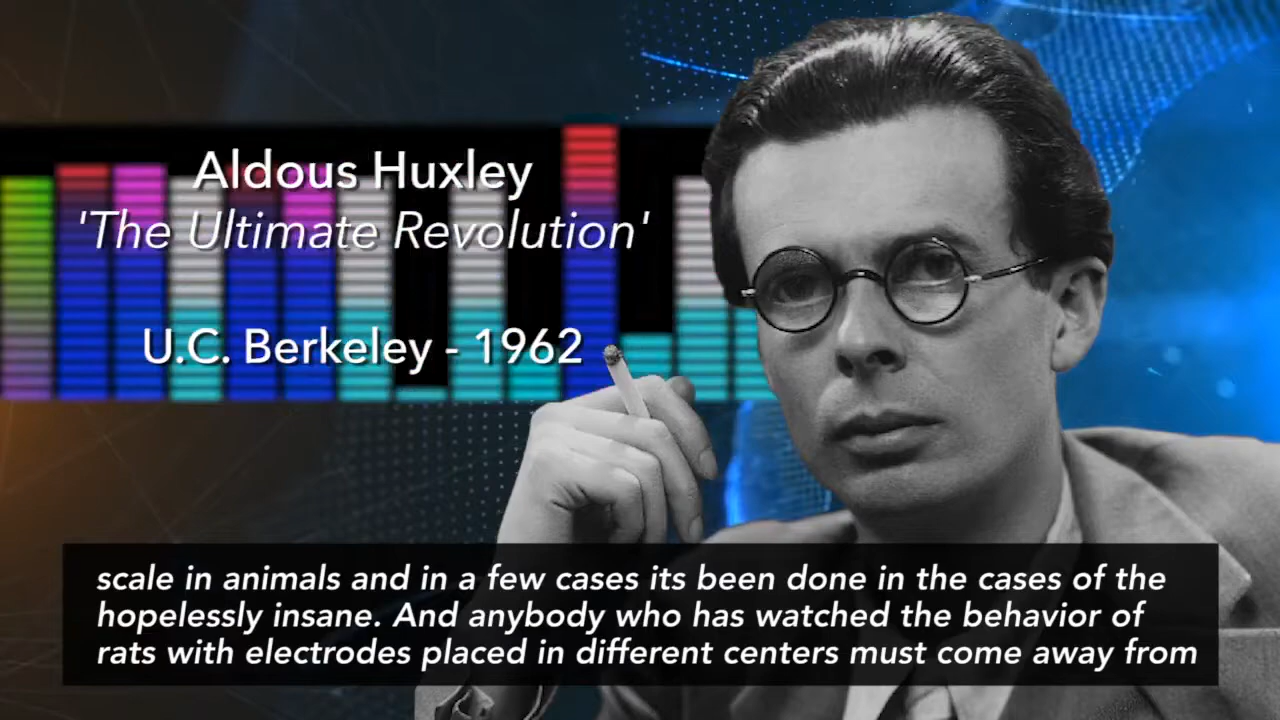 Aldous Huxley
'The Ultimate Revolution'
U.C. Berkeley - 1962
scale in animals and in a few cases its been done in the cases of the
hopelessly insane. And anybody who has watched the behavior of
rats with electrodes placed in different centers must come away from